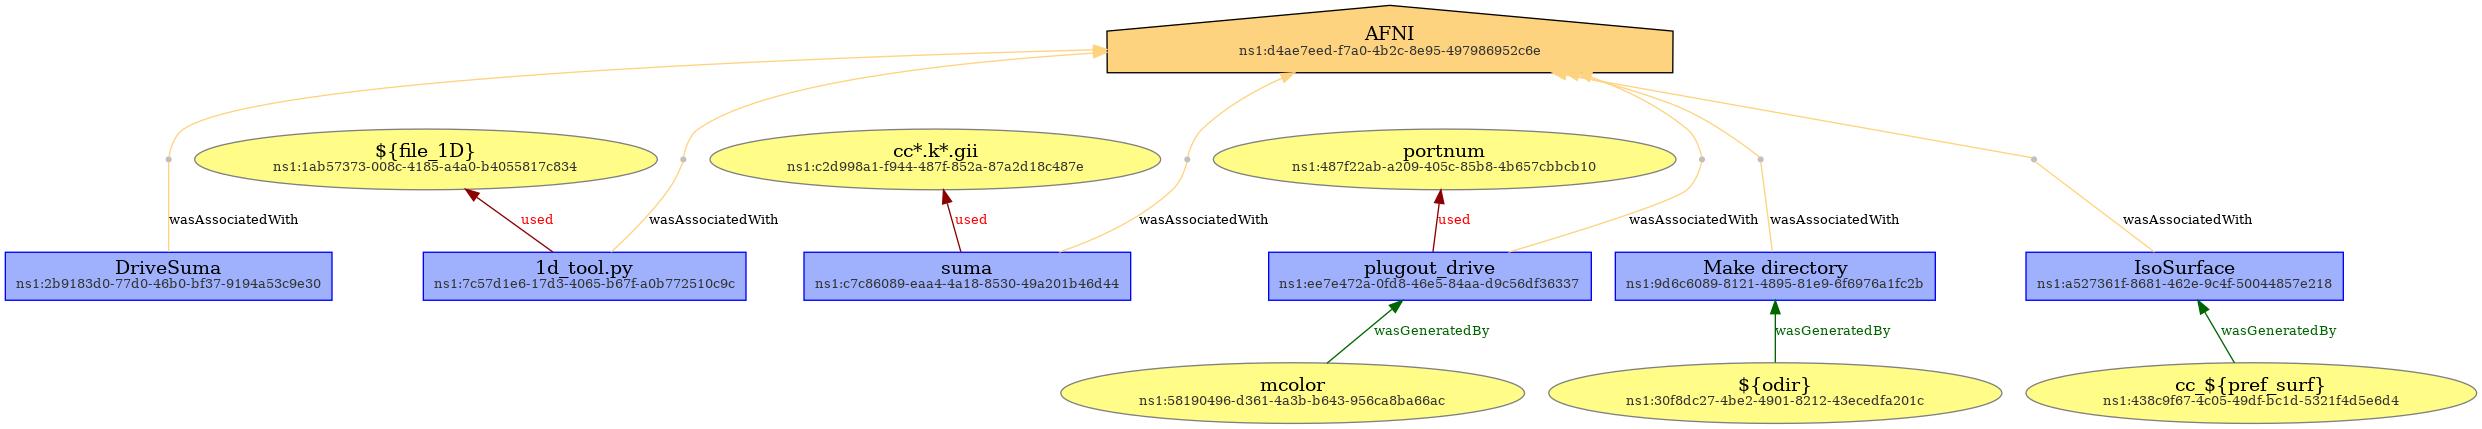 AFNI
ns1:d4ae7eed-f7a0-4b2c-8e95-497986952c6e
${file_1D}
ns1:1ab57373-008c-4185-a4a0-b4055817c834
cc*.k*.gii
ns1:c2d998a1-f944-487f-852a-87a2d18c487e
portnum
ns1:487f22ab-a209-405c-85b8-4b657cbbcb10
wasAssociatedWith
used
wasAssociatedWith
used
wasAssociatedWith
used
wasAssociatedWith
wasAssociatedWith
wasAssociatedWith
DriveSuma
ns1:2b9183d0-77d0-46b0-bf37-9194a53c9e30
1d_tool.py
ns1:7c57d1e6-17d3-4065-b67f-a0b772510c9c
suma
ns1:c7c86089-eaa4-4a18-8530-49a201b46d44
plugout_drive
ns1:ee7e472a-0fd8-46e5-84aa-d9c56df36337
Make directory
ns1:9d6c6089-8121-4895-81e9-6f6976a1fc2b
IsoSurface
ns1:a527361f-8681-462e-9c4f-50044857e218
wasGeneratedBy
wasGeneratedBy
wasGeneratedBy
mcolor
ns1:58190496-d361-4a3b-b643-956ca8ba66ac
${odir}
ns1:30f8dc27-4be2-4901-8212-43ecedfa201c
cc_${pref_surf}
ns1:438c9f67-4c05-49df-bc1d-5321f4d5e6d4